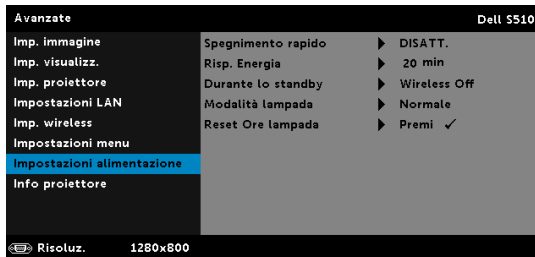 Avanzate Dell S510
Imp. immagine
Imp. visualizz.
Imp. proiettore
Impostazioni LAN
Imp. wireless
Impostazioni menu
Impostazioni alimentazione
Info proiettore
Spegnimento rapido DISATT.
Risp. Energia 20 min
Durante lo standby Wireless Off
Modalità lampada Normale
Reset Ore lampada Premi ✓
Risoluz. 1280x800